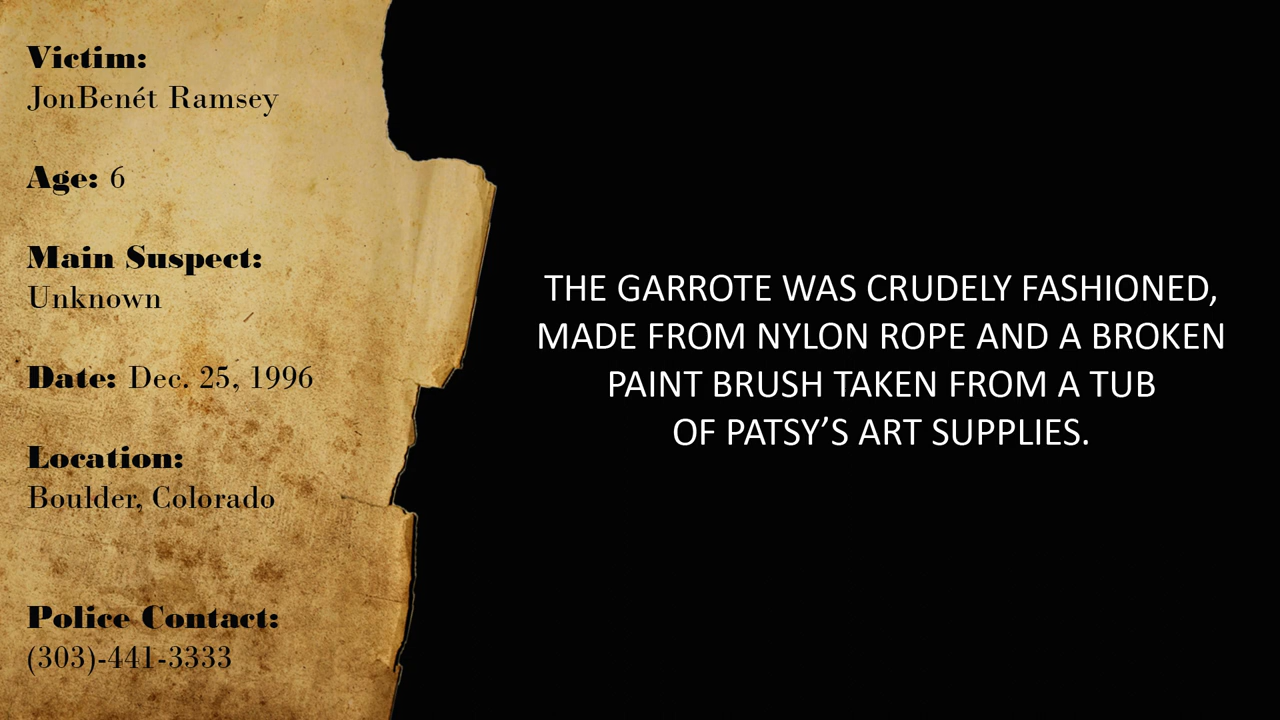 Victim:
JonBenét Ramsey
Age: 6
Main Suspect:
Unknown
Date: Dec. 25, 1996
Location:
Boulder, Colorado
Police Contact:
(303)-441-3333
THE GARROTE WAS CRUDELY FASHIONED,
MADE FROM NYLON ROPE AND A BROKEN
PAINT BRUSH TAKEN FROM A TUB
OF PATSY’S ART SUPPLIES.